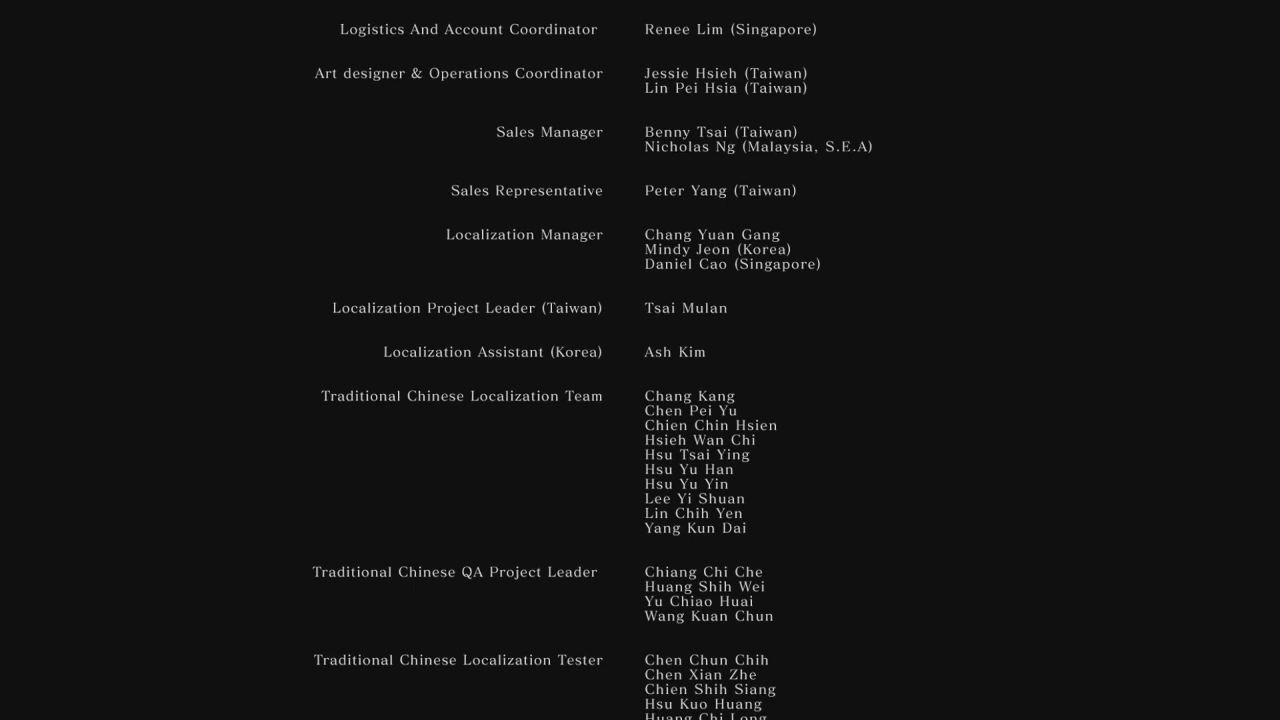 Logistics And Account Coordinator Renee Lim (Singapore)
Art designer & Operations Coordinator Jessie Hsieh (Taiwan)
Lin Pei Hsia (Taiwan)
Sales Manager Benny Tsai (Taiwan)
Nicholas Ng (Malaysia, S.E.A)
Sales Representative Peter Yang (Taiwan)
Localization Manager Chang Yuan Gang
Mindy Jeon (Korea)
Daniel Cao (Singapore)
Localization Project Leader (Taiwan) Tsai Mulan
Localization Assistant (Korea) Ash Kim
Traditional Chinese Localization Team Chang Kang
Chen Pei Yu
Chien Chin Hsien
Hsieh Wan Chi
Hsu Tsai Ying
Hsu Yu Han
Hsu Yu Yin
Lee Yi Shuan
Lin Chih Yen
Yang Kun Dai
Traditional Chinese QA Project Leader Chiang Chi Che
Huang Shih Wei
Yu Chiao Huai
Wang Kuan Chun
Traditional Chinese Localization Tester Chen Chun Chih
Chen Xian Zhe
Chien Shih Siang
Hsu Kuo Huang
Huang Chi Long